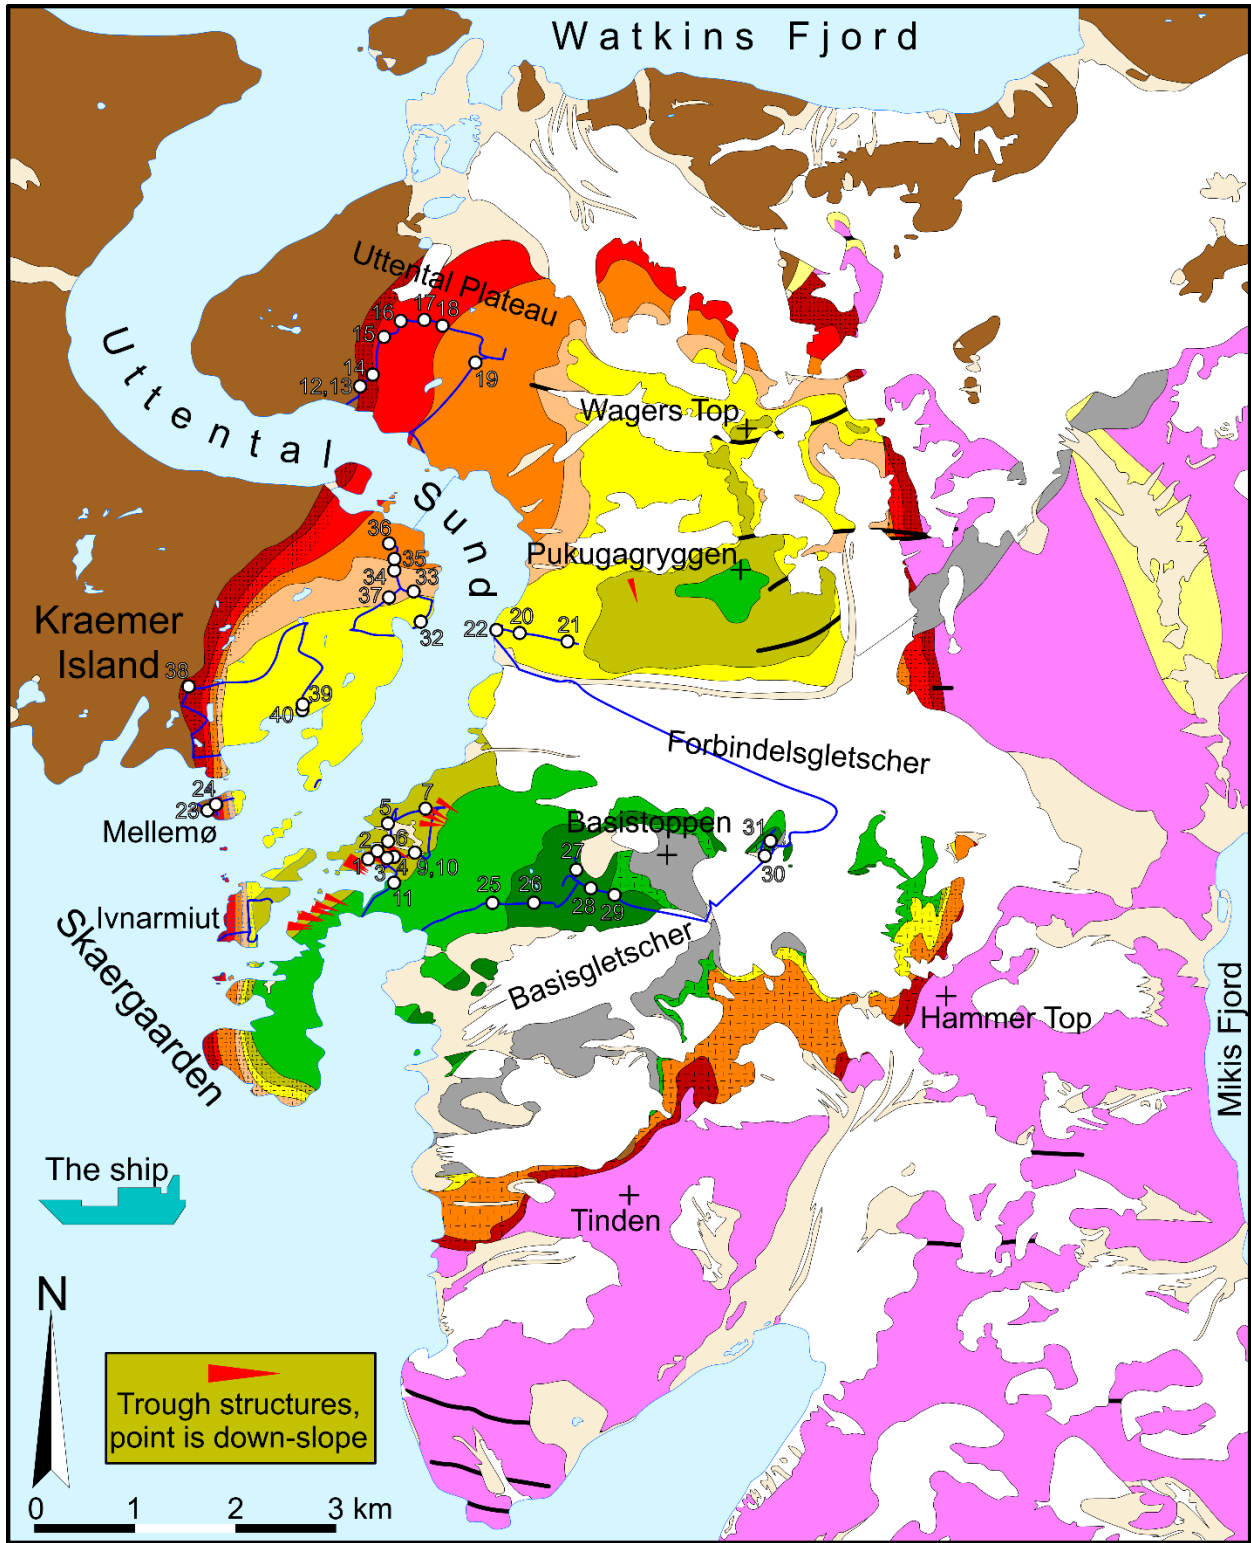 Watkins Fjord
Uttental Plateau
16
17
18
15
14
12,13
19
Uttental Sund
Wagers Top
36
35
34
33
37
32
Pukugagryggen
22
20
21
Kraemer
Island
38
39
40
Forbindelsgletscher
24
23
Mellemø
5
7
2
6
1
3
4
9,10
11
Basistoppen
27
31
30
25
26
28
29
Ivnarmiut
Skaergaarden
Basisgletscher
Hammer Top
Mikis Fjord
The ship
Tinden
N
Trough structures,
point is down-slope
0 1 2 3 km